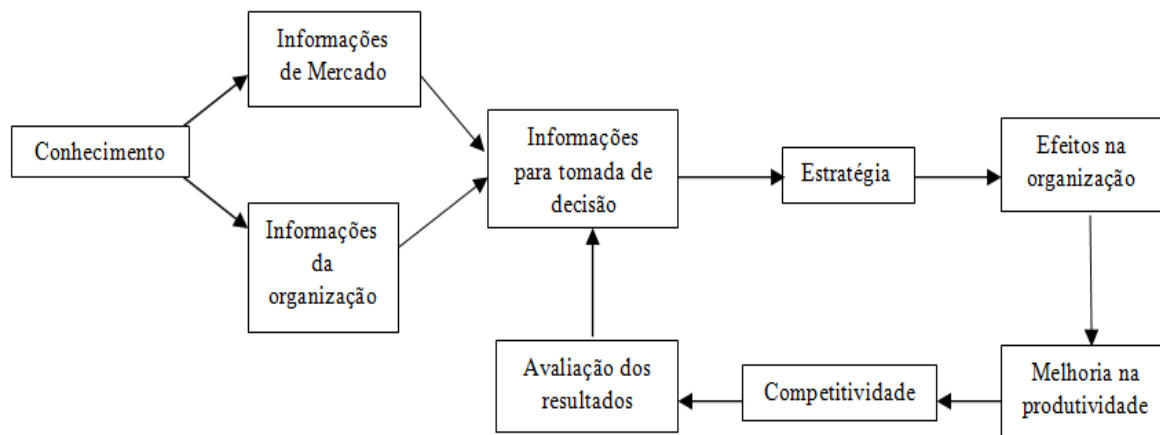 Informações
de Mercado
Conhecimento
Informações
da
organização
Informações
para tomada de
decisão
Estratégia
Efeitos na
organização
Melhoria na
produtividade
Competitividade
Avaliação dos
resultados